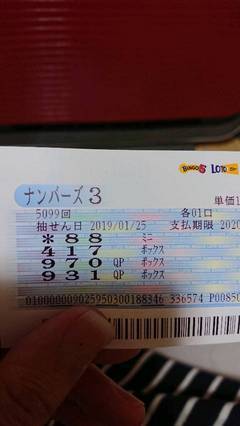 BINGO5 LOTO
ナンバーズ3 単価1
5099回 各01口
抽せん日 2019/01/25 支払期限 2020
*88 ミニ
417 ボックス
970 QP ボックス
931 QP ボックス
01000000902595030018​8346 336574 P00850